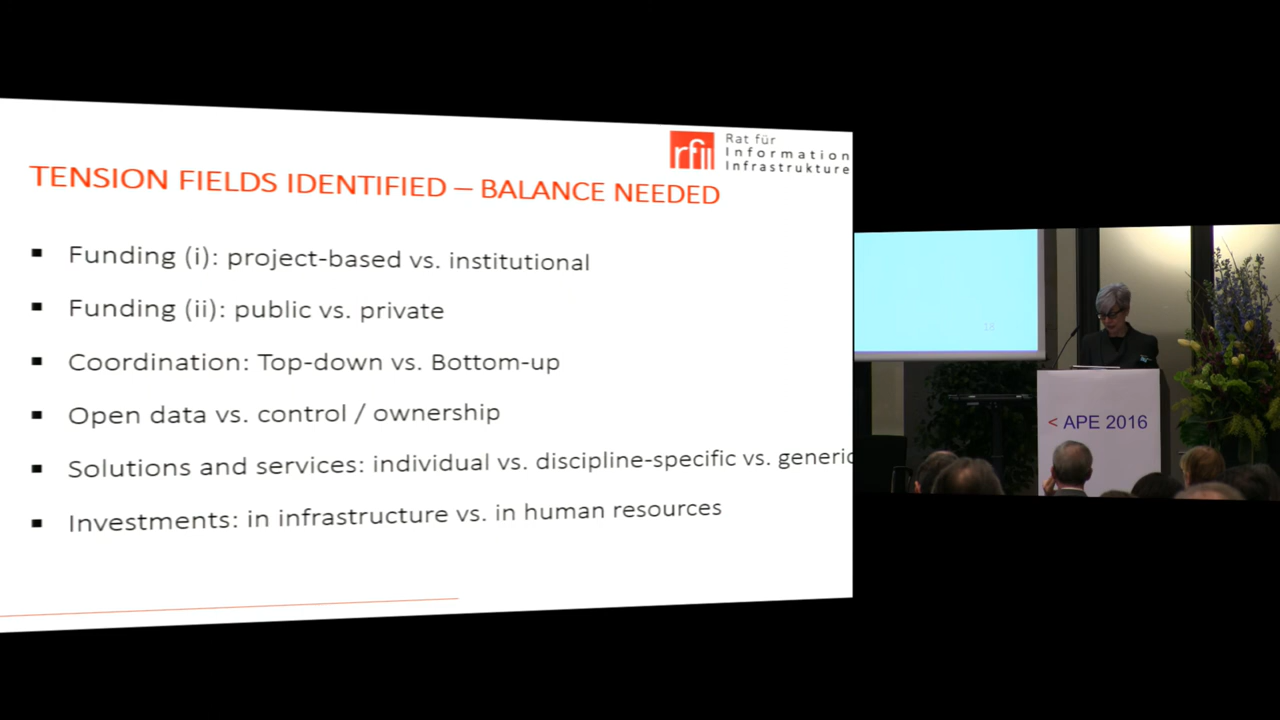 rfii
Rat für
Information
Infrastrukture
TENSION FIELDS IDENTIFIED – BALANCE NEEDED
▪ Funding (i): project-based vs. institutional
▪ Funding (ii): public vs. private
▪ Coordination: Top-down vs. Bottom-up
▪ Open data vs. control / ownership
▪ Solutions and services: individual vs. discipline-specific vs. generic
▪ Investments: in infrastructure vs. in human resources
18
< APE 2016